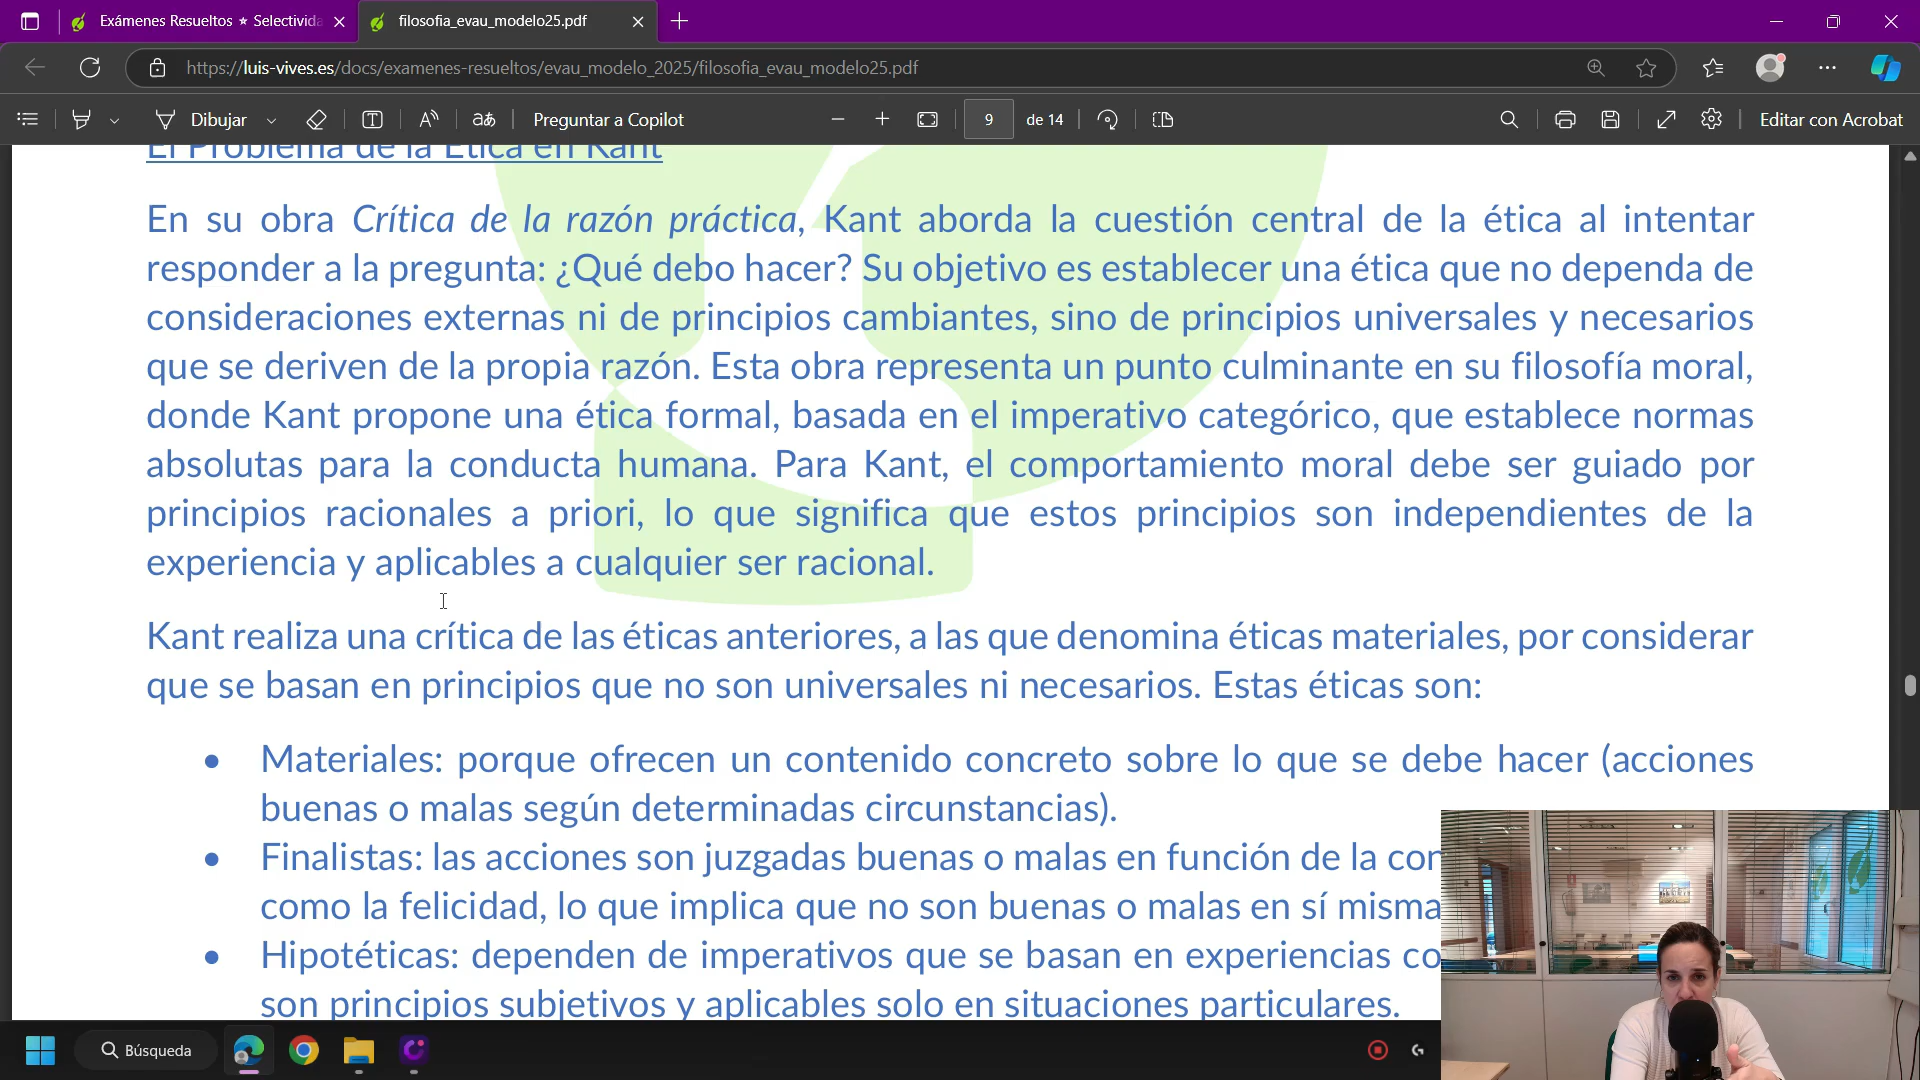 Exámenes Resueltos ★ Selectivida
filosofia_evau_modelo25.pdf
https://luis-vives.es/docs/examenes-resueltos/evau_modelo_2025/filosofia_evau_modelo25.pdf
Dibujar
Preguntar a Copilot
9 de 14
Editar con Acrobat
El Problema de la Ética en Kant
En su obra Crítica de la razón práctica, Kant aborda la cuestión central de la ética al intentar
responder a la pregunta: ¿Qué debo hacer? Su objetivo es establecer una ética que no dependa de
consideraciones externas ni de principios cambiantes, sino de principios universales y necesarios
que se deriven de la propia razón. Esta obra representa un punto culminante en su filosofía moral,
donde Kant propone una ética formal, basada en el imperativo categórico, que establece normas
absolutas para la conducta humana. Para Kant, el comportamiento moral debe ser guiado por
principios racionales a priori, lo que significa que estos principios son independientes de la
experiencia y aplicables a cualquier ser racional.
Kant realiza una crítica de las éticas anteriores, a las que denomina éticas materiales, por considerar
que se basan en principios que no son universales ni necesarios. Estas éticas son:
• Materiales: porque ofrecen un contenido concreto sobre lo que se debe hacer (acciones
buenas o malas según determinadas circunstancias).
• Finalistas: las acciones son juzgadas buenas o malas en función de la con
como la felicidad, lo que implica que no son buenas o malas en sí misma
• Hipotéticas: dependen de imperativos que se basan en experiencias co
son principios subjetivos y aplicables solo en situaciones particulares.
Búsqueda